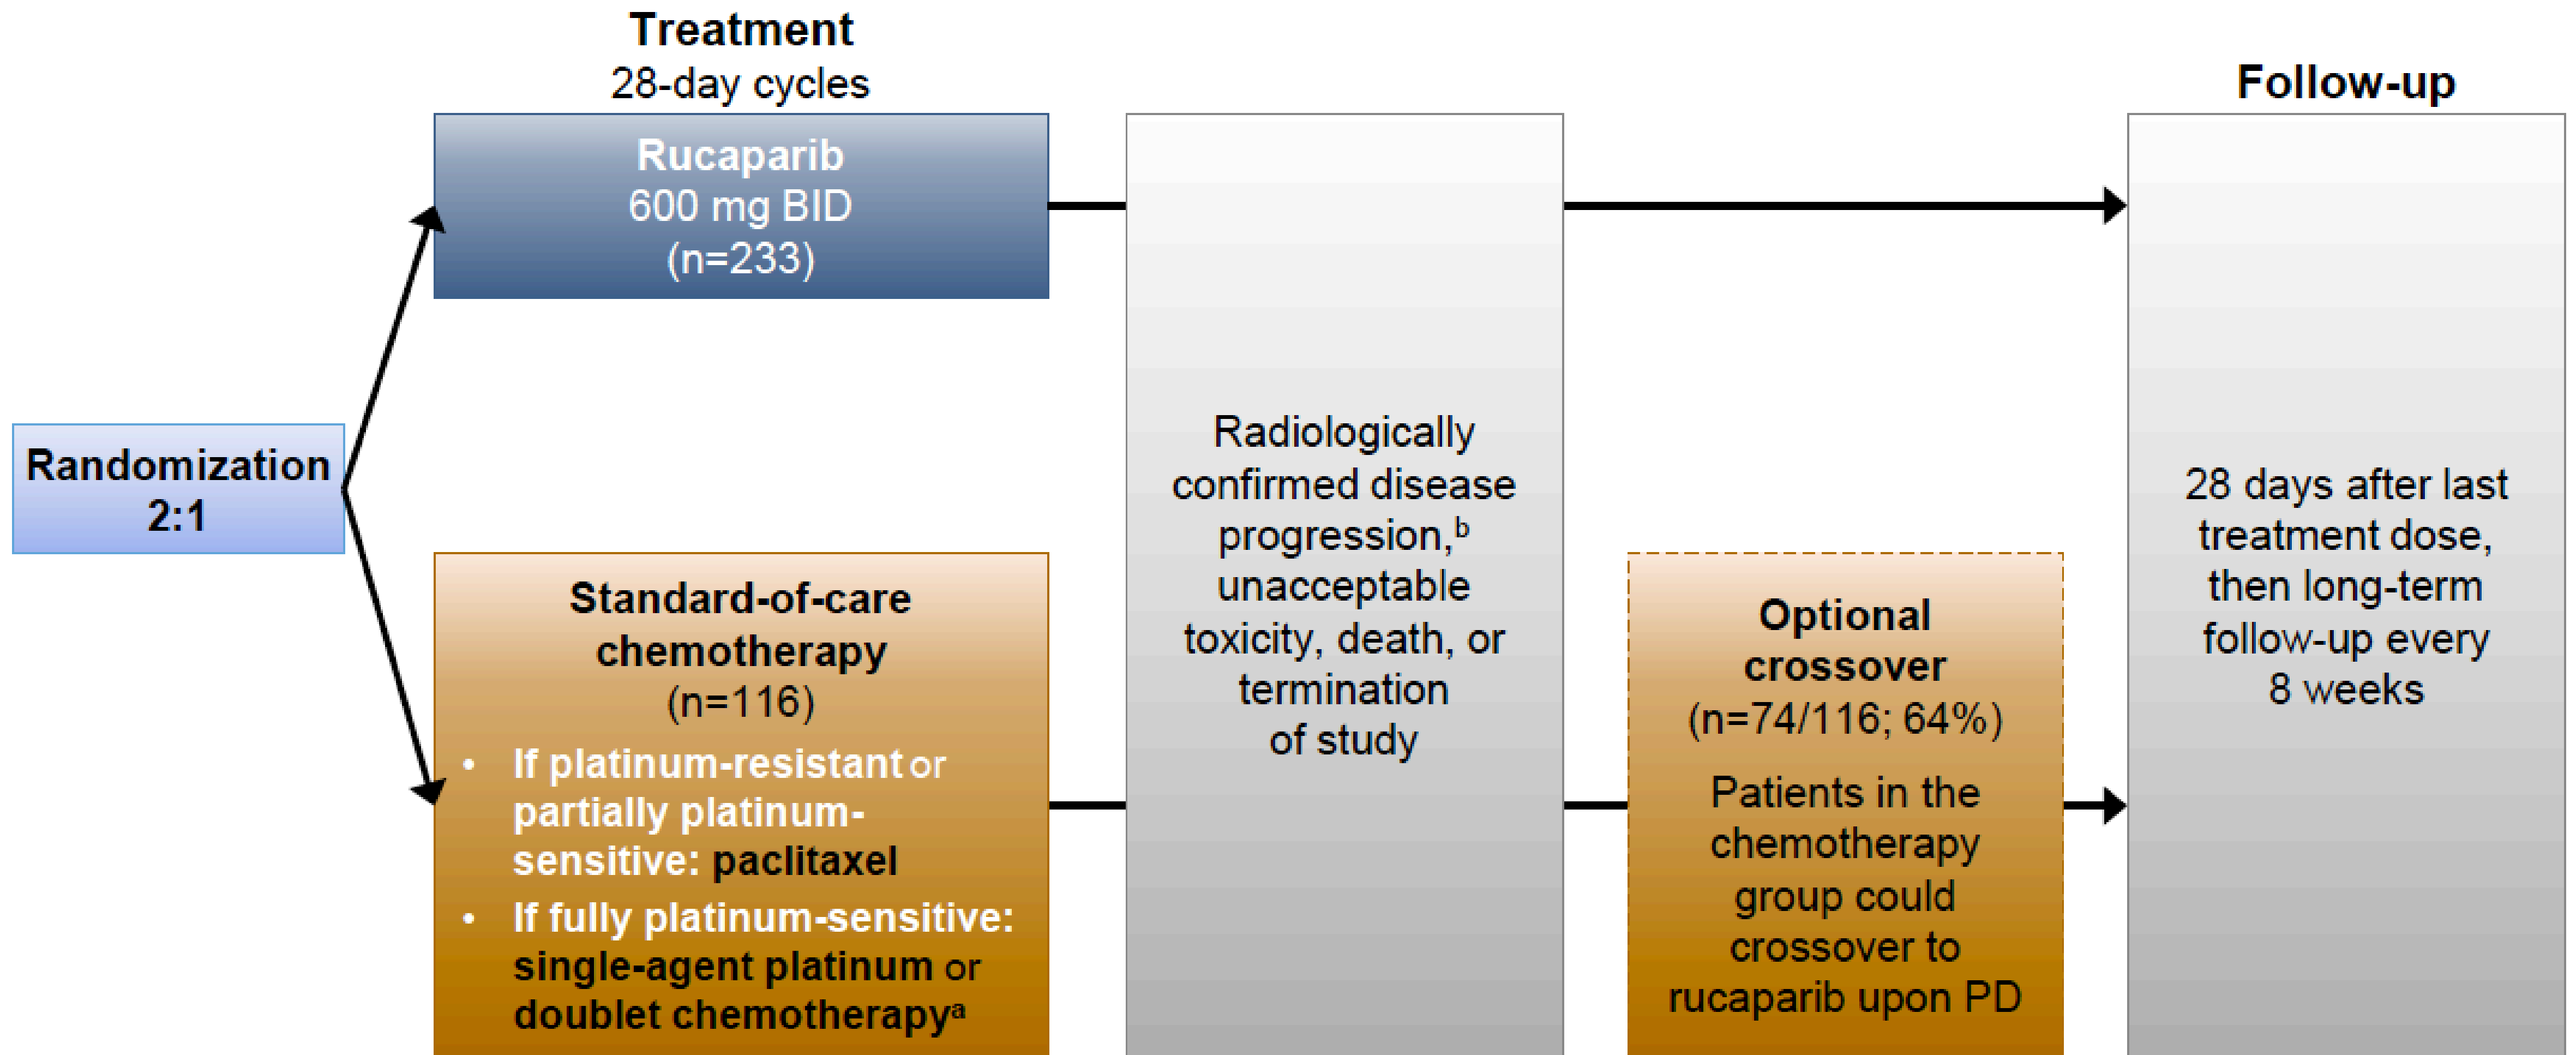 Treatment
28-day cycles
Rucaparib
600 mg BID
(n=233)
Randomization
2:1
Standard-of-care
chemotherapy
(n=116)
• If platinum-resistant or
partially platinum-
sensitive: paclitaxel
• If fully platinum-sensitive:
single-agent platinum or
doublet chemotherapyᵃ
Radiologically
confirmed disease
progression,ᵇ
unacceptable
toxicity, death, or
termination
of study
Optional
crossover
(n=74/116; 64%)
Patients in the
chemotherapy
group could
crossover to
rucaparib upon PD
Follow-up
28 days after last
treatment dose,
then long-term
follow-up every
8 weeks